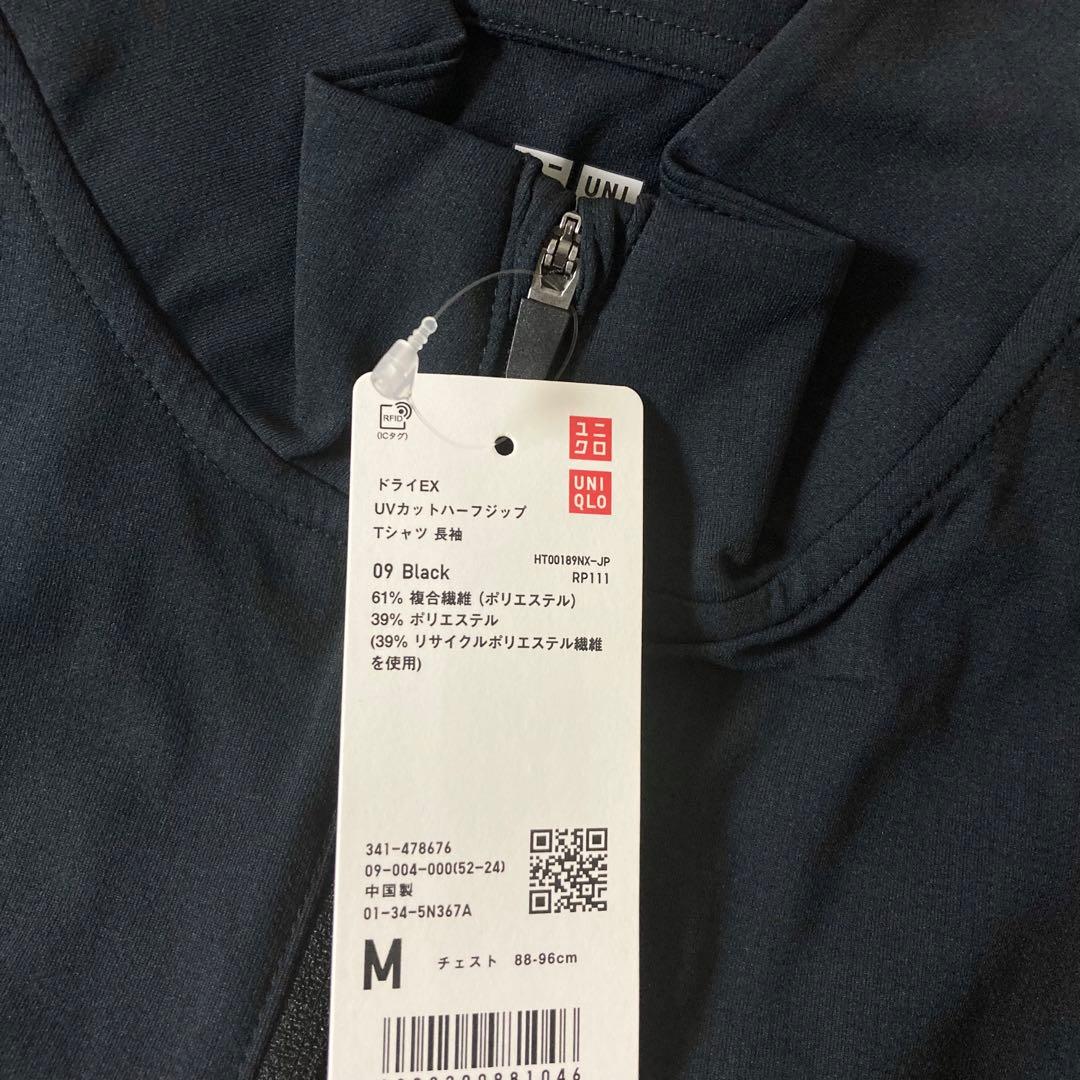 UNI
RFID
(ICタグ)
ユニ
クロ
UNI
QLO
ドライEX
UVカットハーフジップ
Tシャツ 長袖
HT00189NX-JP
09 Black
RP111
61% 複合繊維 (ポリエステル)
39% ポリエステル
(39% リサイクルポリエステル繊維
を使用)
341-478676
09-004-000(52-24)
中国製
01-34-5N367A
M チェスト 88-96cm